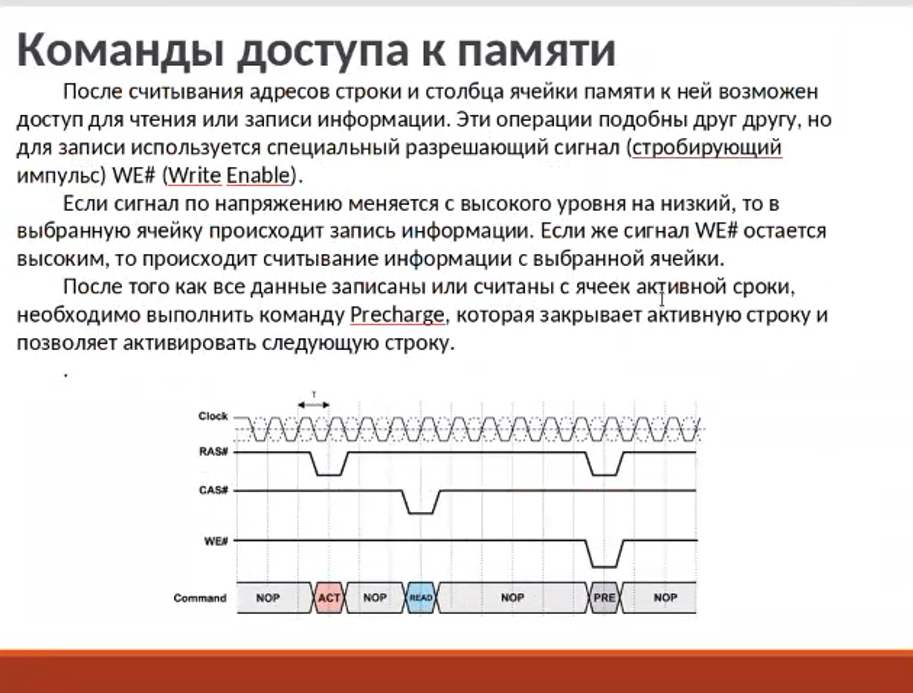 Команды доступа к памяти
После считывания адресов строки и столбца ячейки памяти к ней возможен
доступ для чтения или записи информации. Эти операции подобны друг другу, но
для записи используется специальный разрешающий сигнал (стробирующий
импульс) WE# (Write Enable).
Если сигнал по напряжению меняется с высокого уровня на низкий, то в
выбранную ячейку происходит запись информации. Если же сигнал WE# остается
высоким, то происходит считывание информации с выбранной ячейки.
После того как все данные записаны или считаны с ячеек активной сроки,
необходимо выполнить команду Precharge, которая закрывает активную строку и
позволяет активировать следующую строку.
.
T
Clock
RAS#
CAS#
WE#
Command NOP ACT NOP READ NOP PRE NOP